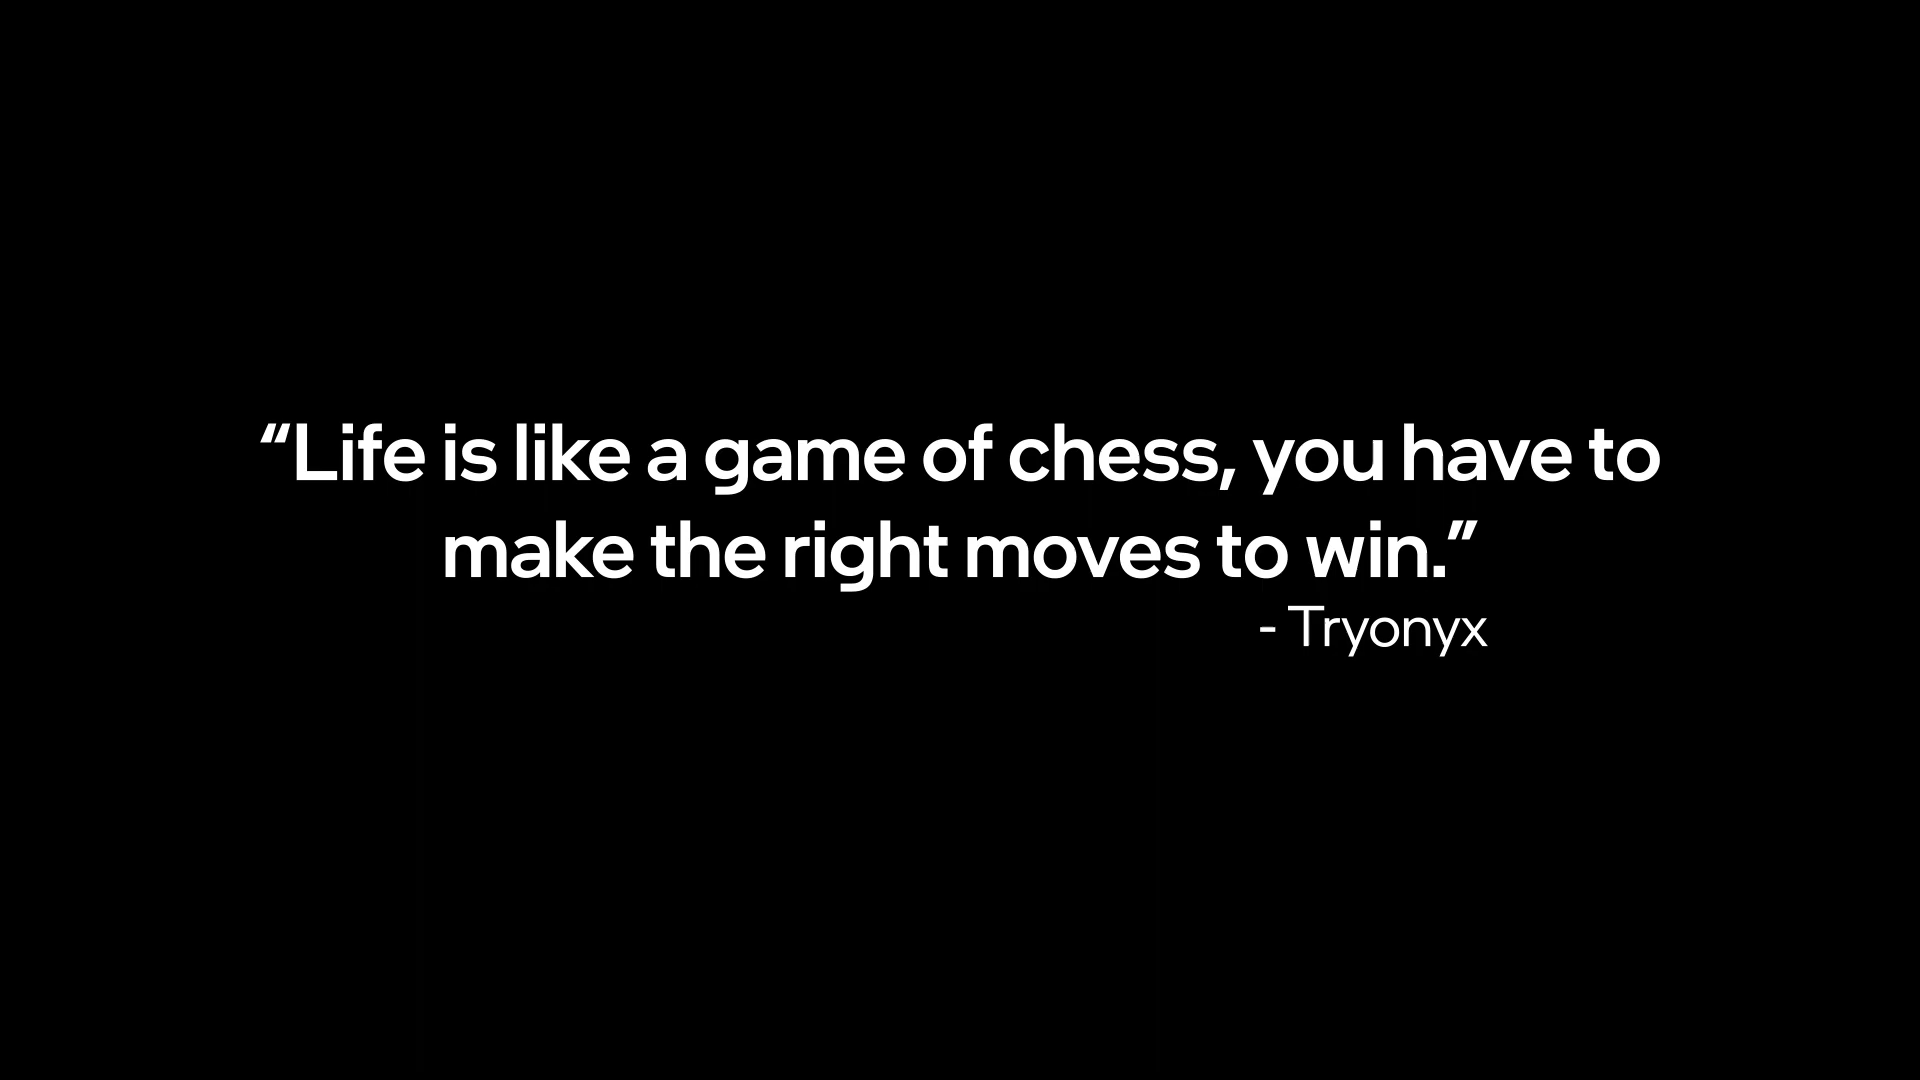 “Life is like a game of chess, you have to
make the right moves to win.”
- Tryonyx